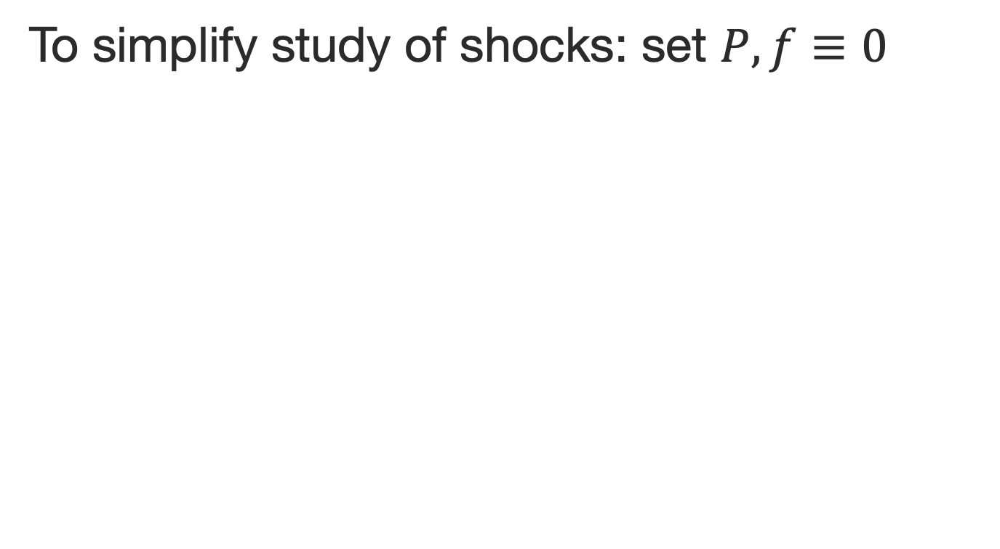 To simplify study of shocks: set P, f ≡ 0